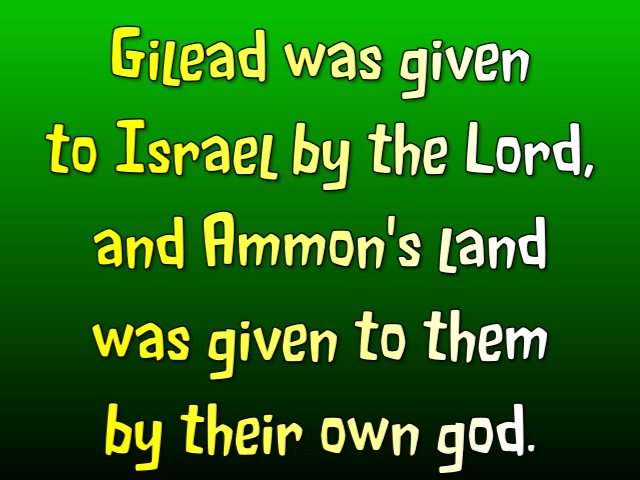 Gilead was given
to Israel by the Lord,
and Ammon's land
was given to them
by their own god.